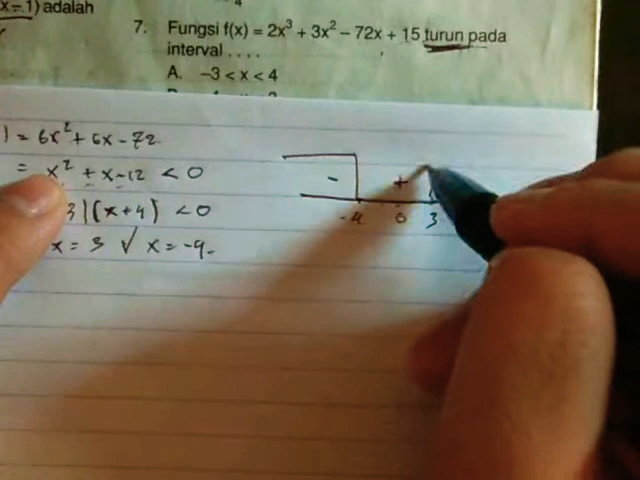 x=1) adalah
7. Fungsi f(x) = 2x³ + 3x² – 72x + 15 turun pada
interval . . . .
A. –3 < x < 4
) = 6x² + 6x – 72
= x² + x – 12 < 0
3)(x+4) < 0
x = 3 √ x = -4.
- +
-4 0 3